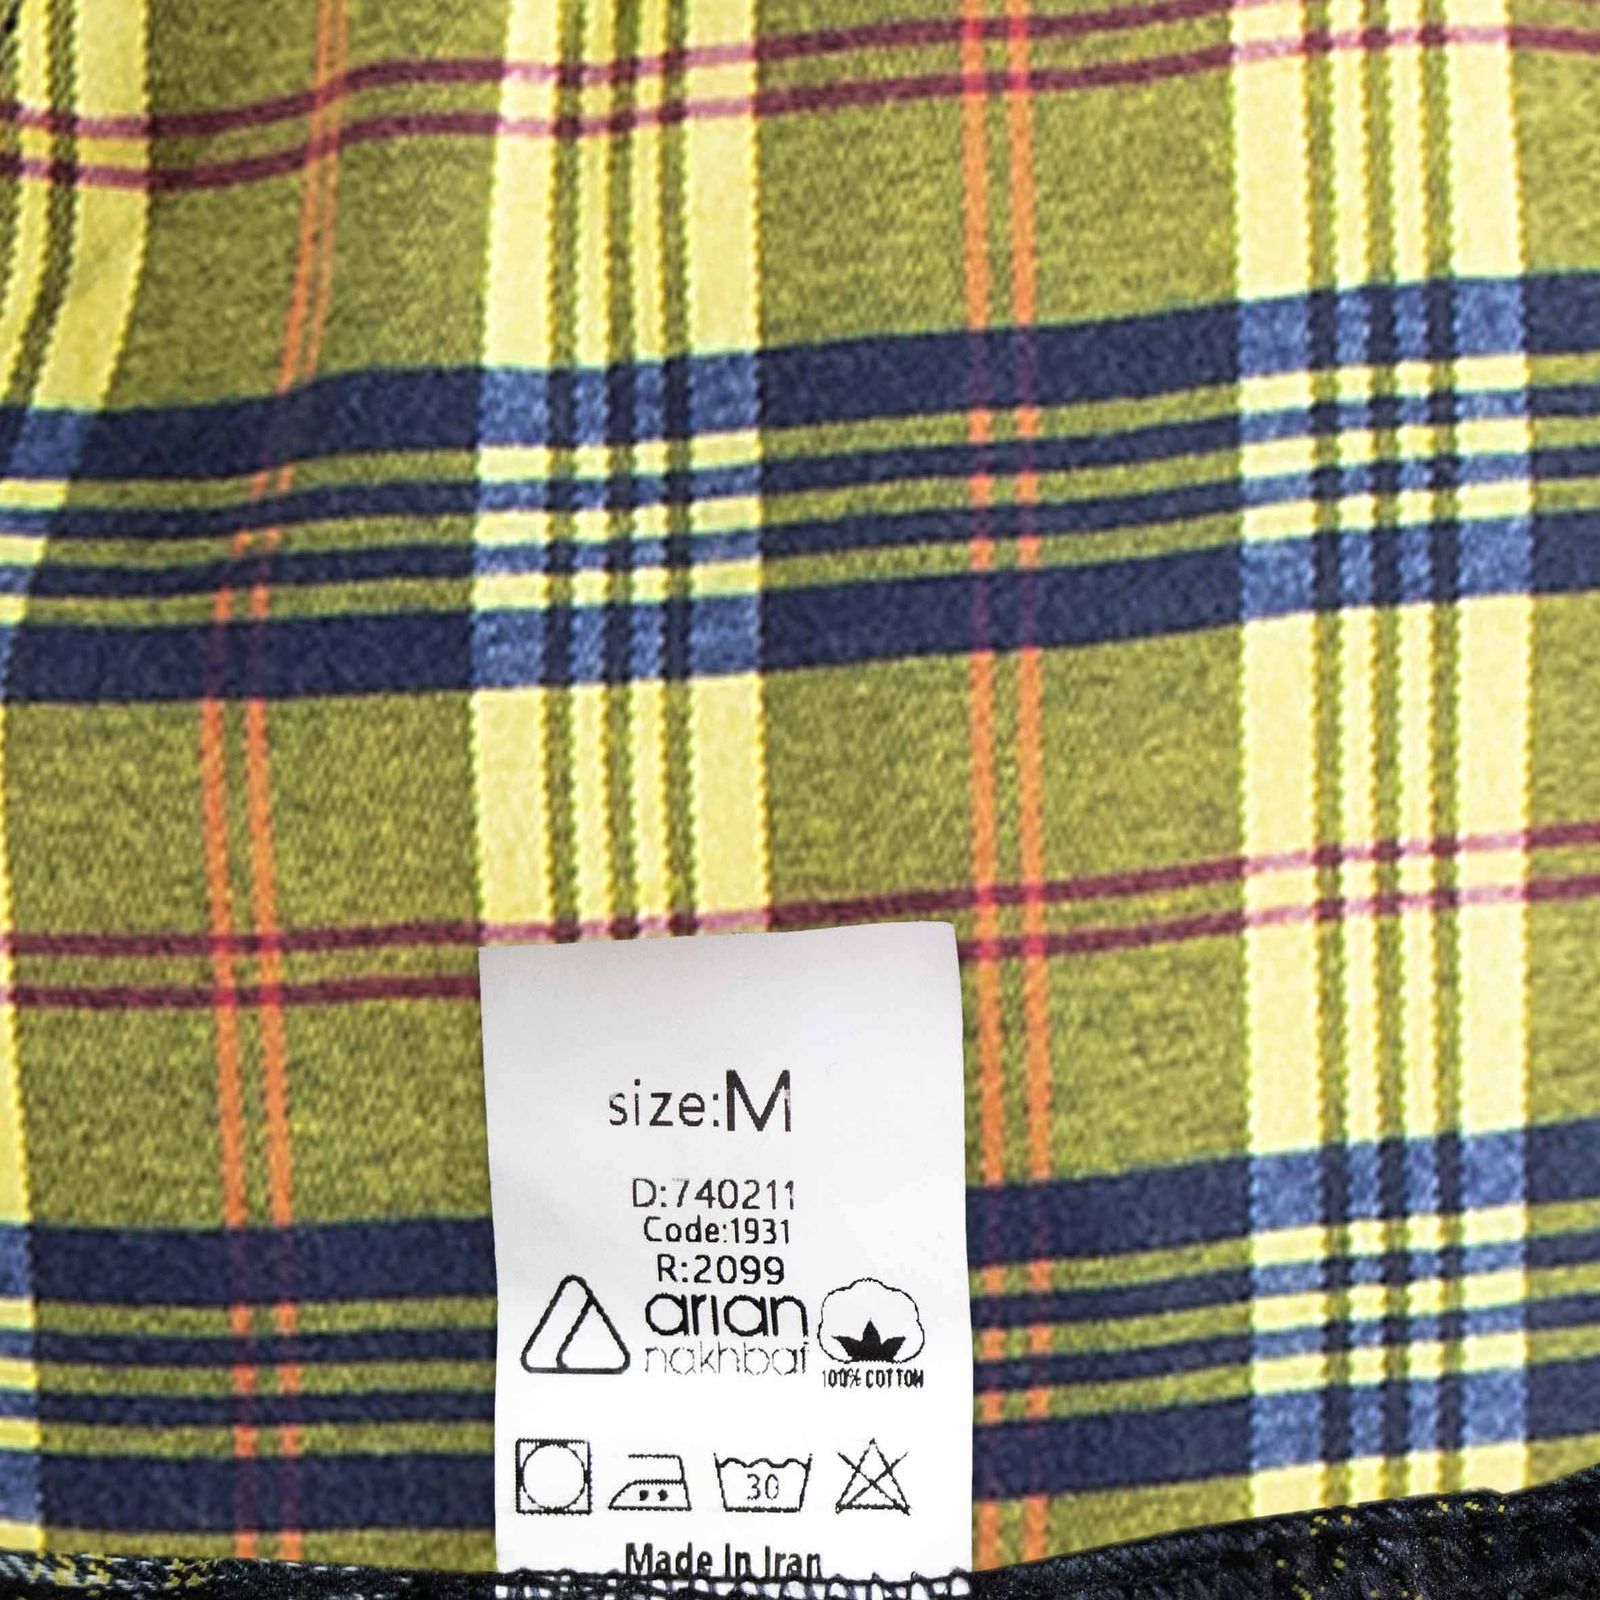 size:M
D:740211
Code:1931
R:2099
arian
nakhbaf
100% COTTON
30
Made In Iran